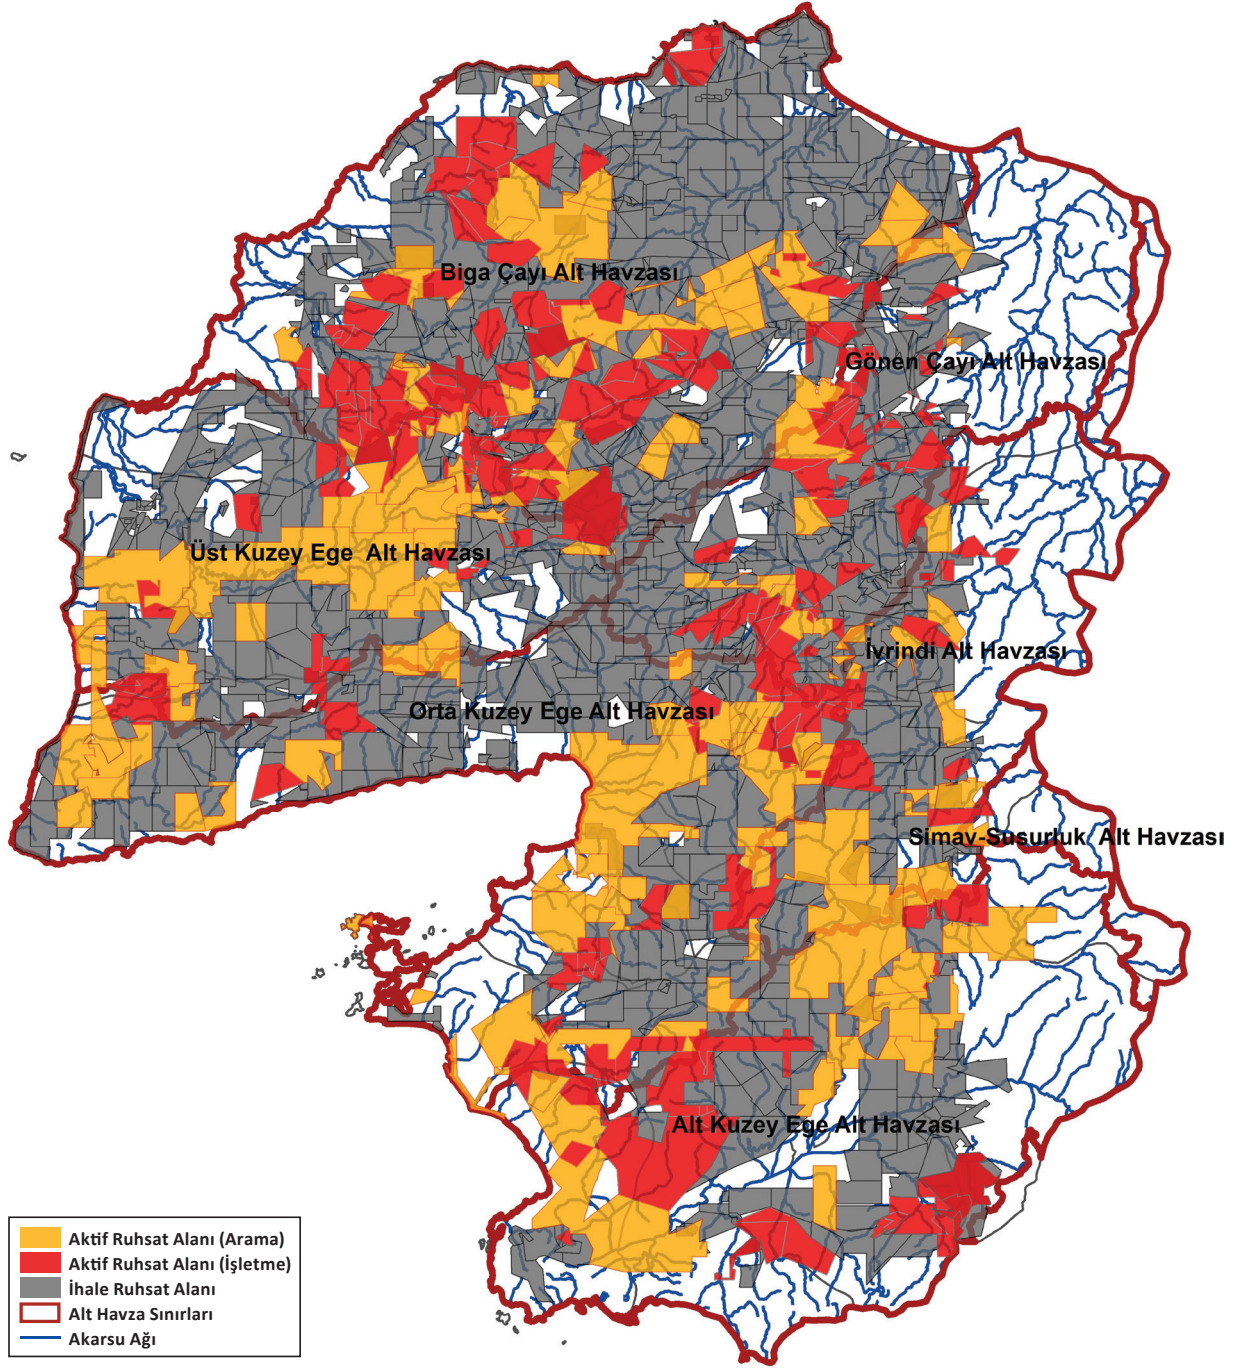 Biga Çayı Alt Havzası
Gönen Çayı Alt Havzası
Üst Kuzey Ege Alt Havzası
İvrindi Alt Havzası
Orta Kuzey Ege Alt Havzası
Simav-Susurluk Alt Havzası
Alt Kuzey Ege Alt Havzası
Aktif Ruhsat Alanı (Arama)
Aktif Ruhsat Alanı (İşletme)
İhale Ruhsat Alanı
Alt Havza Sınırları
Akarsu Ağı